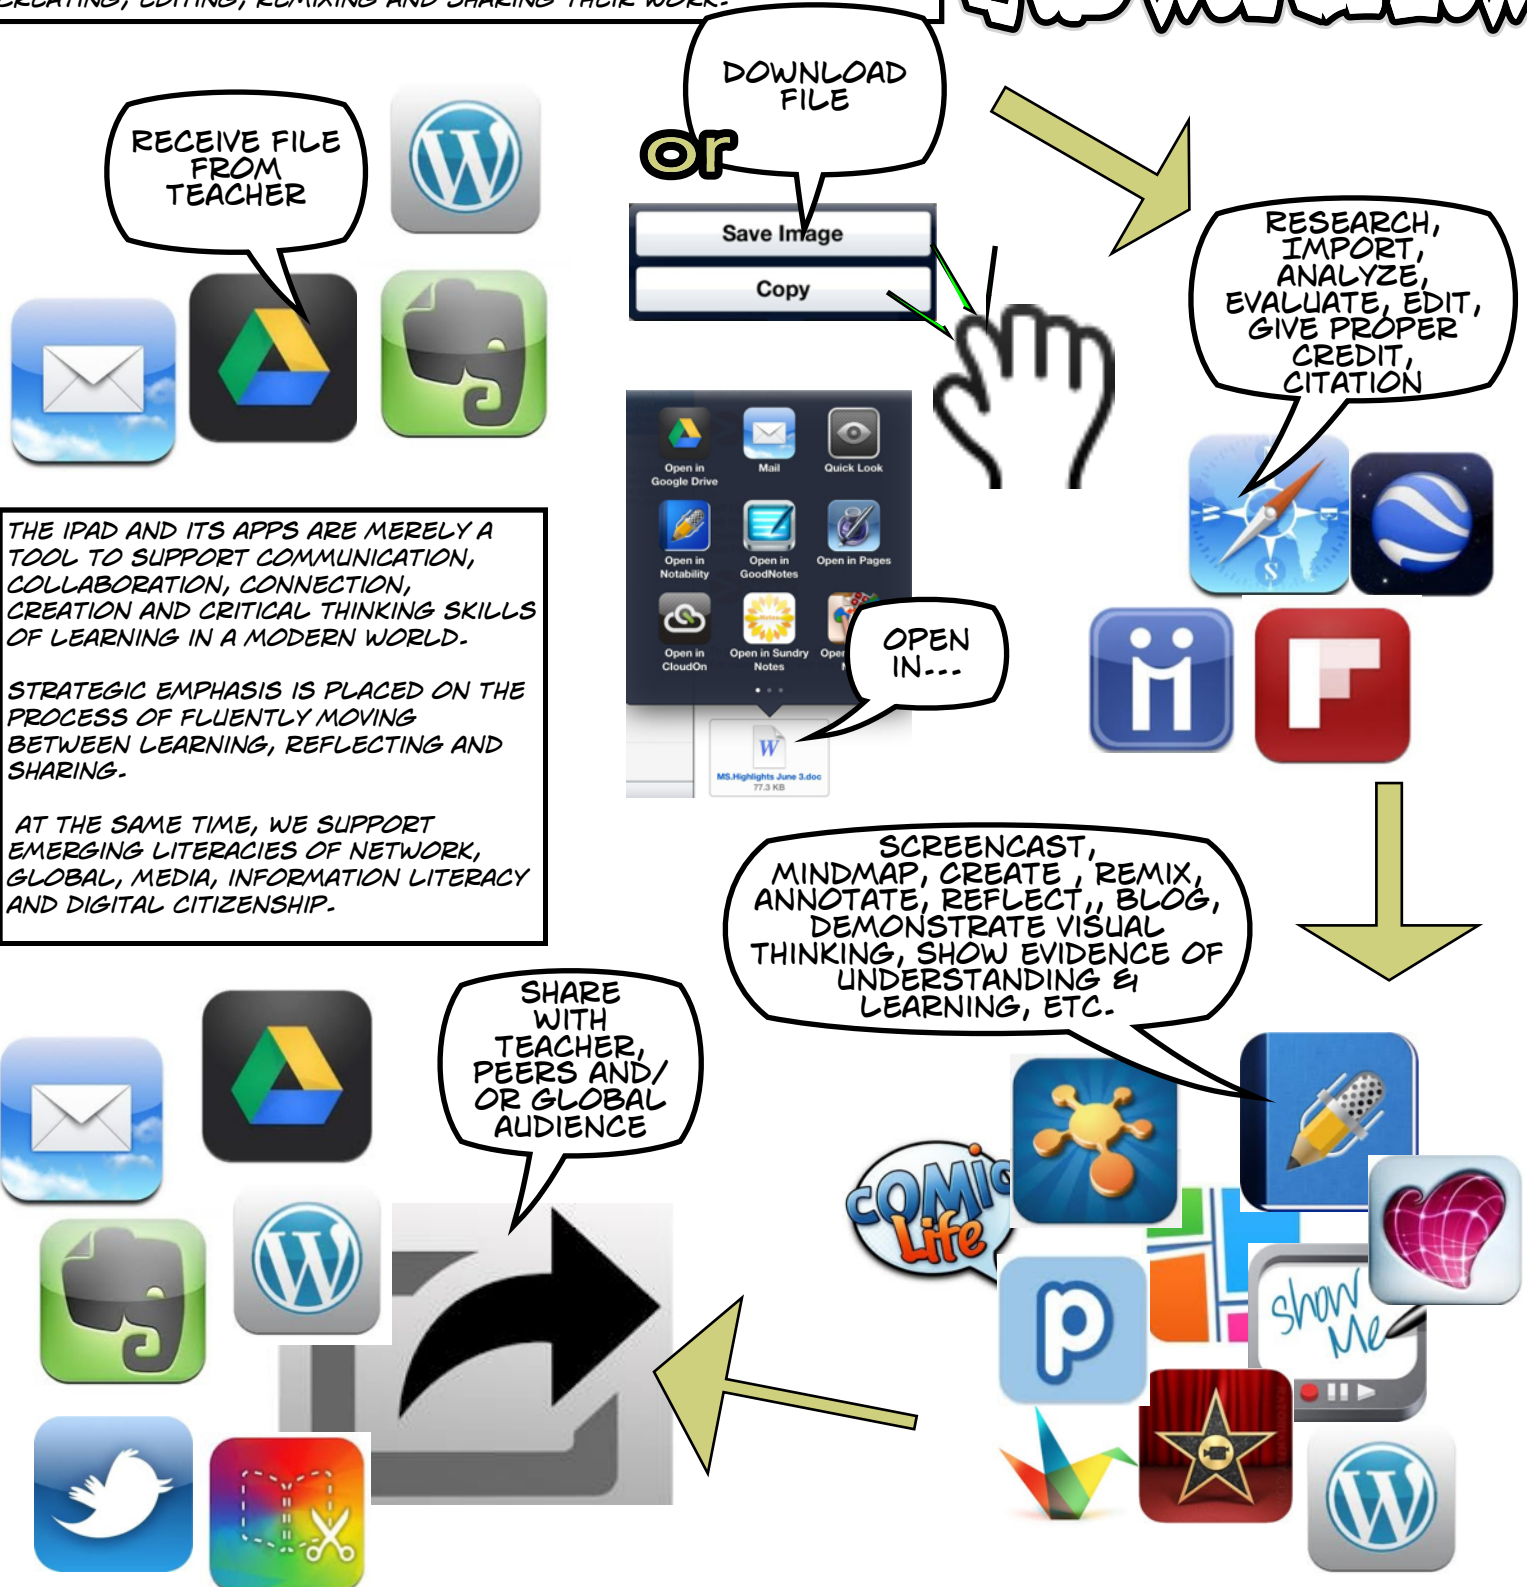 CREATING, EDITING, REMIXING AND SHARING THEIR WORK.
RECEIVE FILE
FROM
TEACHER
DOWNLOAD
FILE
or
Save Image
Copy
RESEARCH,
IMPORT,
ANALYZE,
EVALUATE, EDIT,
GIVE PROPER
CREDIT,
CITATION
Open in
Google Drive
Mail
Quick Look
Open in
Notability
Open in
GoodNotes
Open in Pages
Open in
CloudOn
Open in Sundry
Notes
OPEN
IN...
W
MS.Highlights June 3.doc
77.3 KB
THE IPAD AND ITS APPS ARE MERELY A
TOOL TO SUPPORT COMMUNICATION,
COLLABORATION, CONNECTION,
CREATION AND CRITICAL THINKING SKILLS
OF LEARNING IN A MODERN WORLD.
STRATEGIC EMPHASIS IS PLACED ON THE
PROCESS OF FLUENTLY MOVING
BETWEEN LEARNING, REFLECTING AND
SHARING.
AT THE SAME TIME, WE SUPPORT
EMERGING LITERACIES OF NETWORK,
GLOBAL, MEDIA, INFORMATION LITERACY
AND DIGITAL CITIZENSHIP.
SCREENCAST,
MINDMAP, CREATE , REMIX,
ANNOTATE, REFLECT,, BLOG,
DEMONSTRATE VISUAL
THINKING, SHOW EVIDENCE OF
UNDERSTANDING &
LEARNING, ETC.
SHARE
WITH
TEACHER,
PEERS AND/
OR GLOBAL
AUDIENCE
COMIC
Life
p
Show
Me